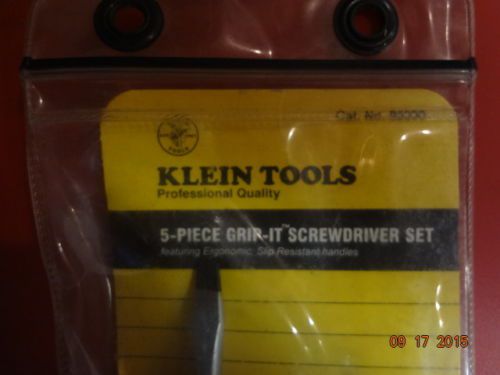 Cat. No.
KLEIN TOOLS
Professional Quality
5-PIECE GRIP-IT™ SCREWDRIVER SET
featuring Ergonomic, Slip Resistant handles
09 17 2015